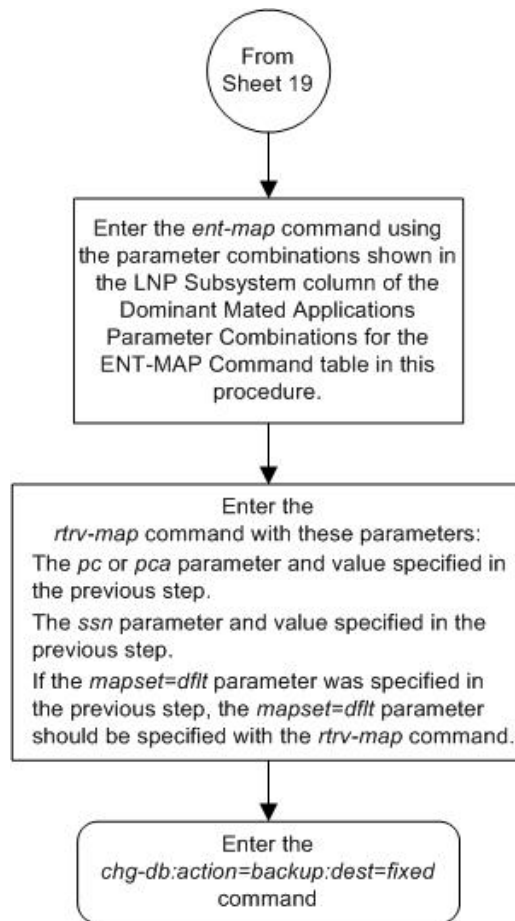 From
Sheet 19
Enter the ent-map command using
the parameter combinations shown in
the LNP Subsystem column of the
Dominant Mated Applications
Parameter Combinations for the
ENT-MAP Command table in this
procedure.
Enter the
rtrv-map command with these parameters:
The pc or pca parameter and value specified in
the previous step.
The ssn parameter and value specified in the
previous step.
If the mapset=dflt parameter was specified in
the previous step, the mapset=dflt parameter
should be specified with the rtrv-map command.
Enter the
chg-db:action=backup:dest=fixed
command